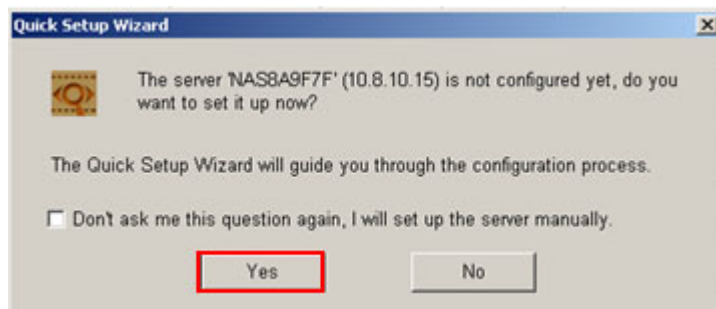 Quick Setup Wizard
The server 'NAS8A9F7F' (10.8.10.15) is not configured yet, do you
want to set it up now?
The Quick Setup Wizard will guide you through the configuration process.
Don't ask me this question again, I will set up the server manually.
Yes
No